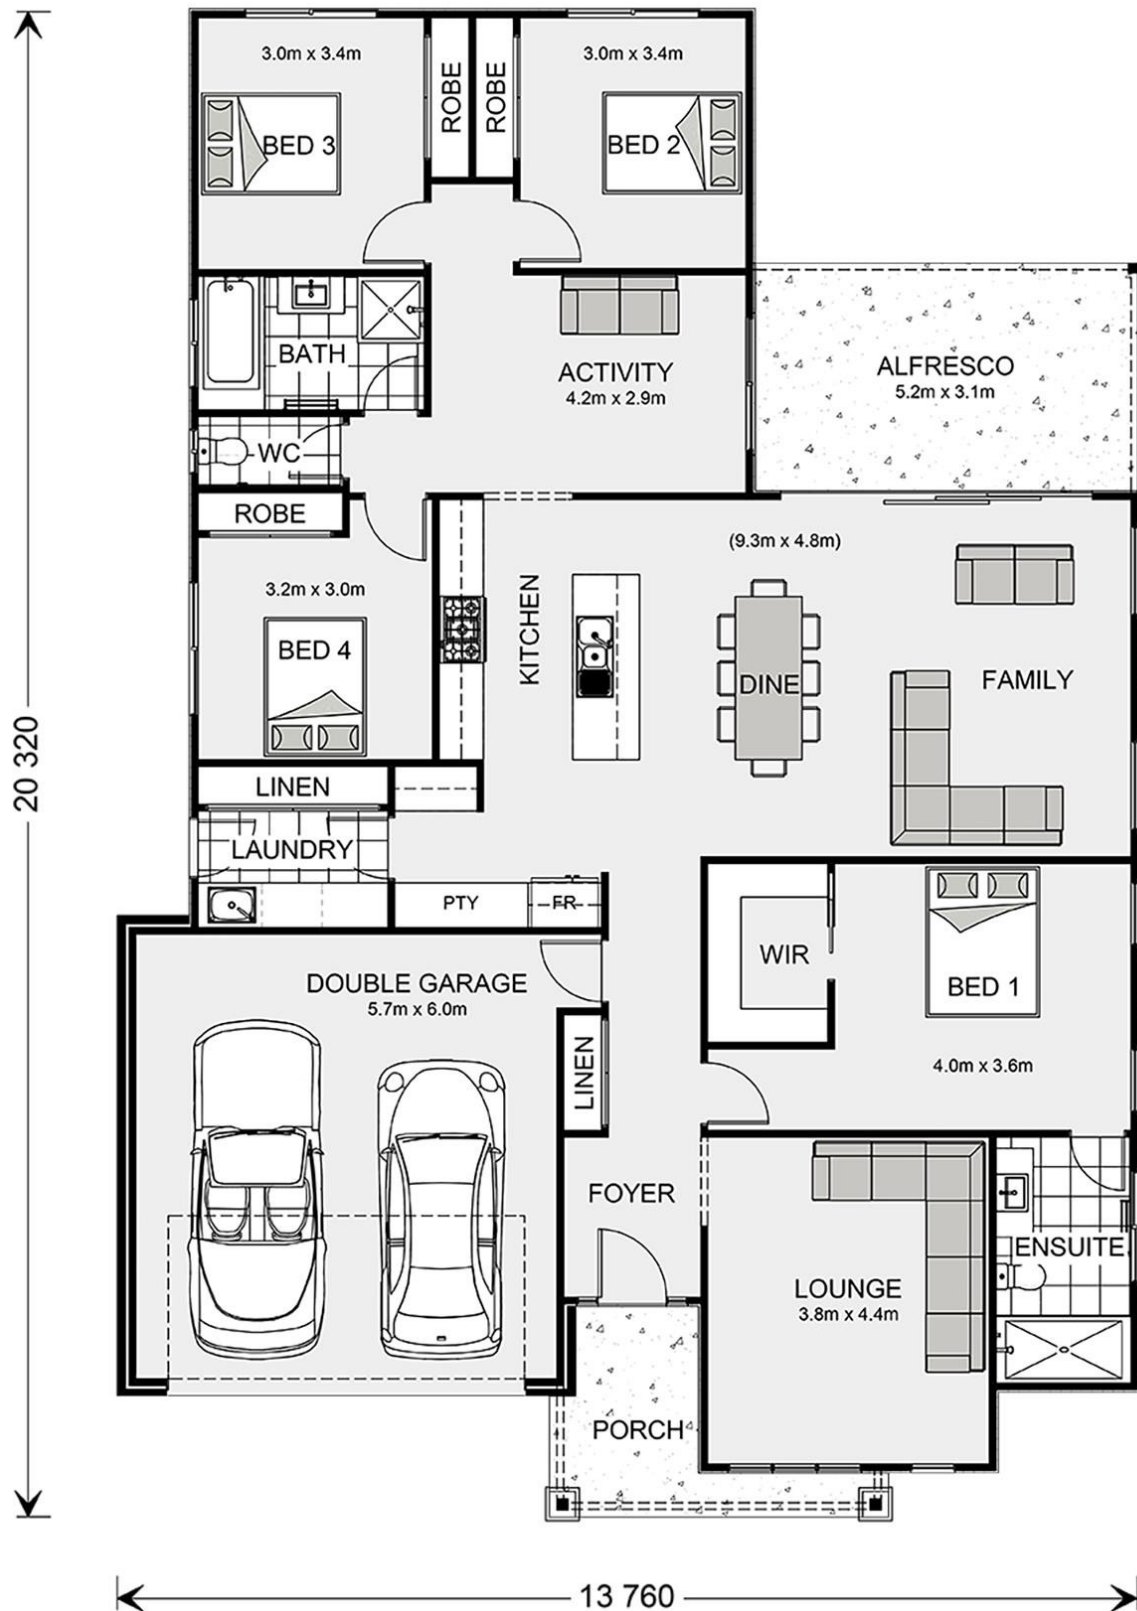 3.0m x 3.4m
ROBE
ROBE
3.0m x 3.4m
BED 3
BED 2
BATH
ACTIVITY
4.2m x 2.9m
ALFRESCO
5.2m x 3.1m
WC
ROBE
(9.3m x 4.8m)
3.2m x 3.0m
KITCHEN
BED 4
DINE
FAMILY
20 320
LINEN
LAUNDRY
PTY
FR
WIR
BED 1
DOUBLE GARAGE
5.7m x 6.0m
LINEN
4.0m x 3.6m
FOYER
ENSUITE
LOUNGE
3.8m x 4.4m
PORCH
13 760